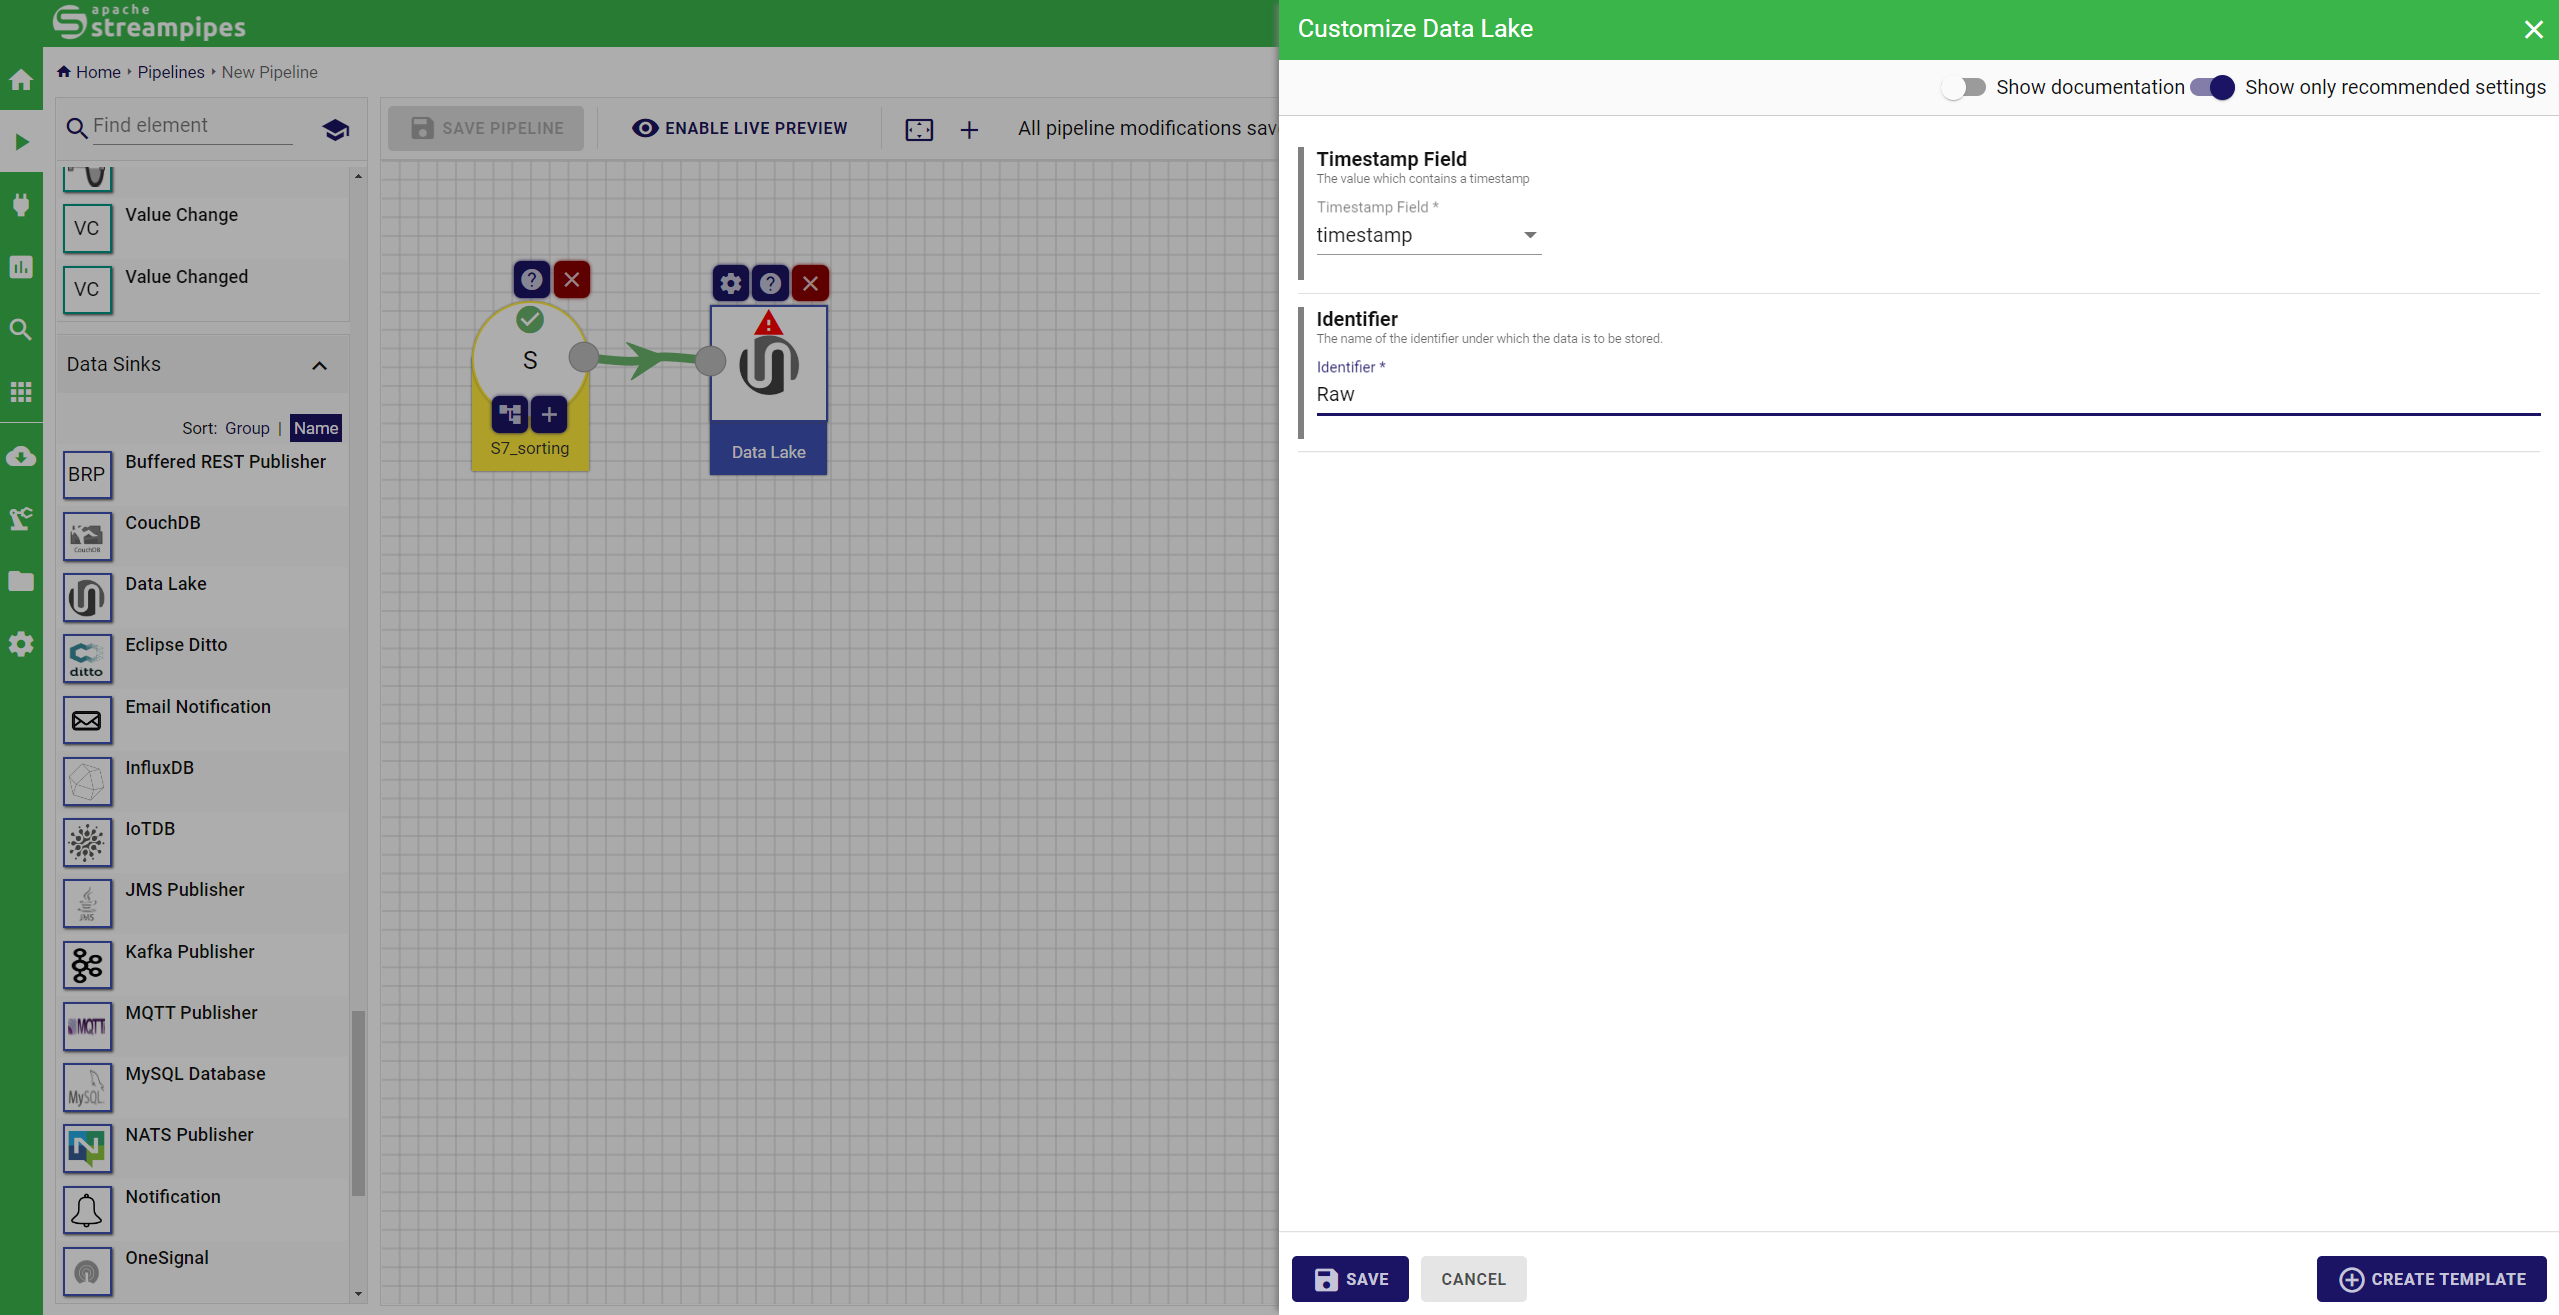 apache
streampipes
Home
Pipelines
New Pipeline
Find element
VC
Value Change
VC
Value Changed
Data Sinks
Sort: Group | Name
BRP
Buffered REST Publisher
CouchDB
CouchDB
Data Lake
ditto
Eclipse Ditto
Email Notification
InfluxDB
IoTDB
JMS
JMS Publisher
Kafka Publisher
MQTT
MQTT Publisher
MySQL
MySQL Database
N
NATS Publisher
Notification
OneSignal
SAVE PIPELINE
ENABLE LIVE PREVIEW
All pipeline modifications sav
S
S7_sorting
Data Lake
Customize Data Lake
Show documentation
Show only recommended settings
Timestamp Field
The value which contains a timestamp
Timestamp Field *
timestamp
Identifier
The name of the identifier under which the data is to be stored.
Identifier *
Raw
SAVE
CANCEL
CREATE TEMPLATE